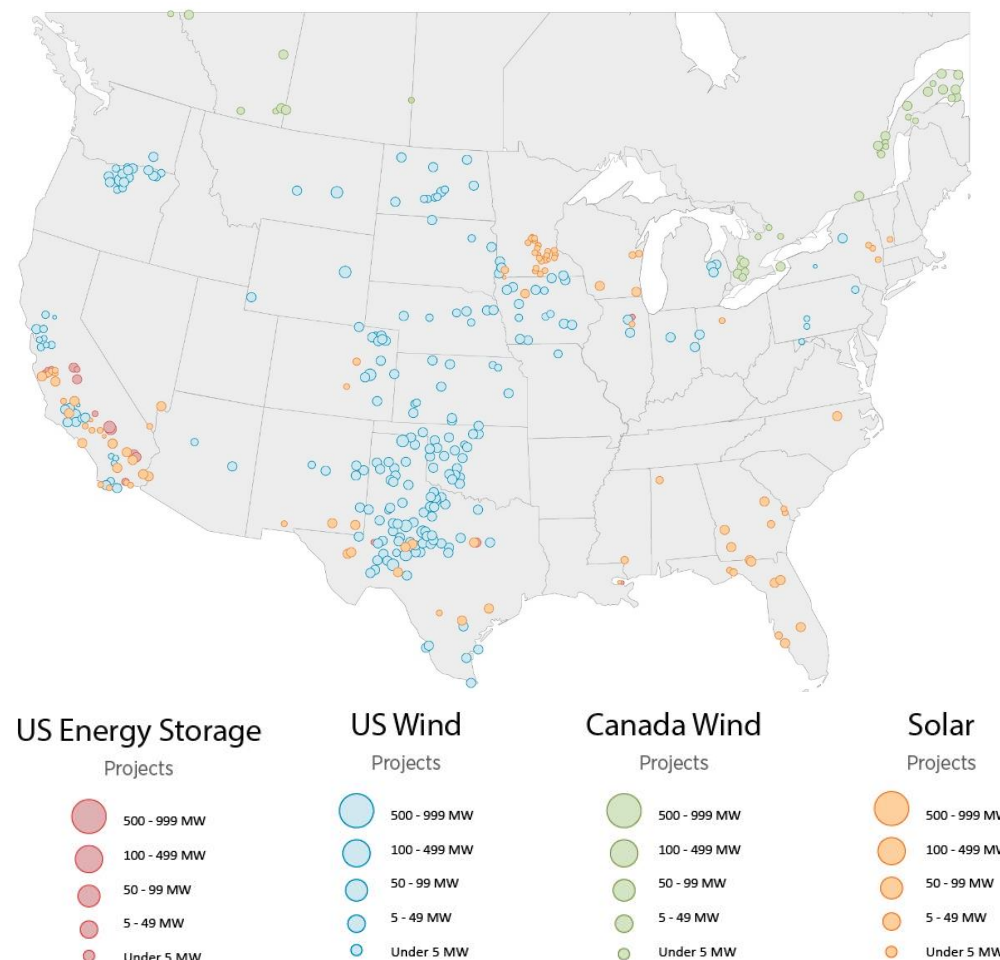 US Energy Storage
Projects
500 - 999 MW
100 - 499 MW
50 - 99 MW
5 - 49 MW
Under 5 MW
US Wind
Projects
500 - 999 MW
100 - 499 MW
50 - 99 MW
5 - 49 MW
Under 5 MW
Canada Wind
Projects
500 - 999 MW
100 - 499 MW
50 - 99 MW
5 - 49 MW
Under 5 MW
Solar
Projects
500 - 999 MW
100 - 499 MW
50 - 99 MW
5 - 49 MW
Under 5 MW